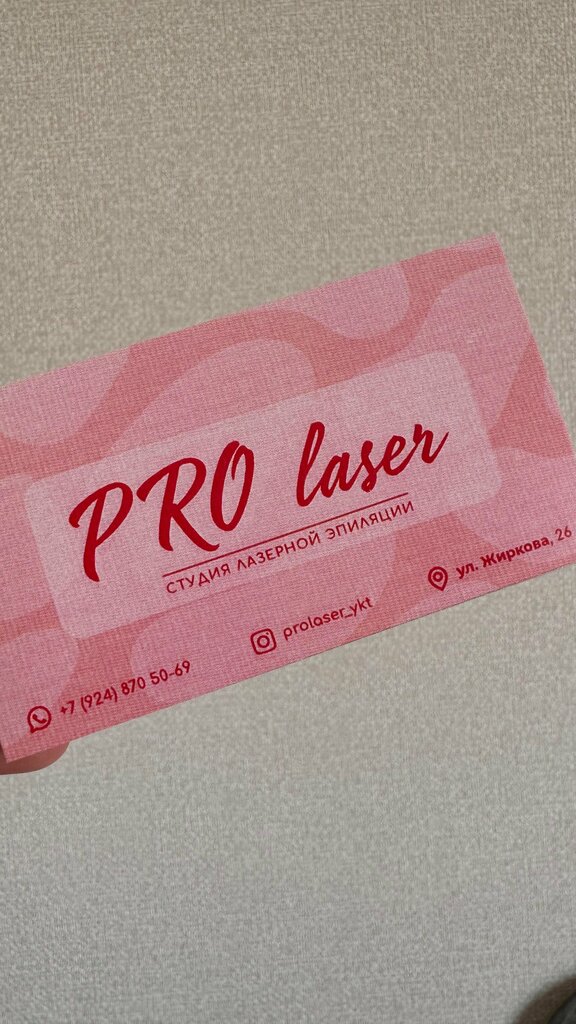 PRO laser
СТУДИЯ ЛАЗЕРНОЙ ЭПИЛЯЦИИ
+7 (924) 870 50-69
prolaser_ykt
ул. Жиркова, 26